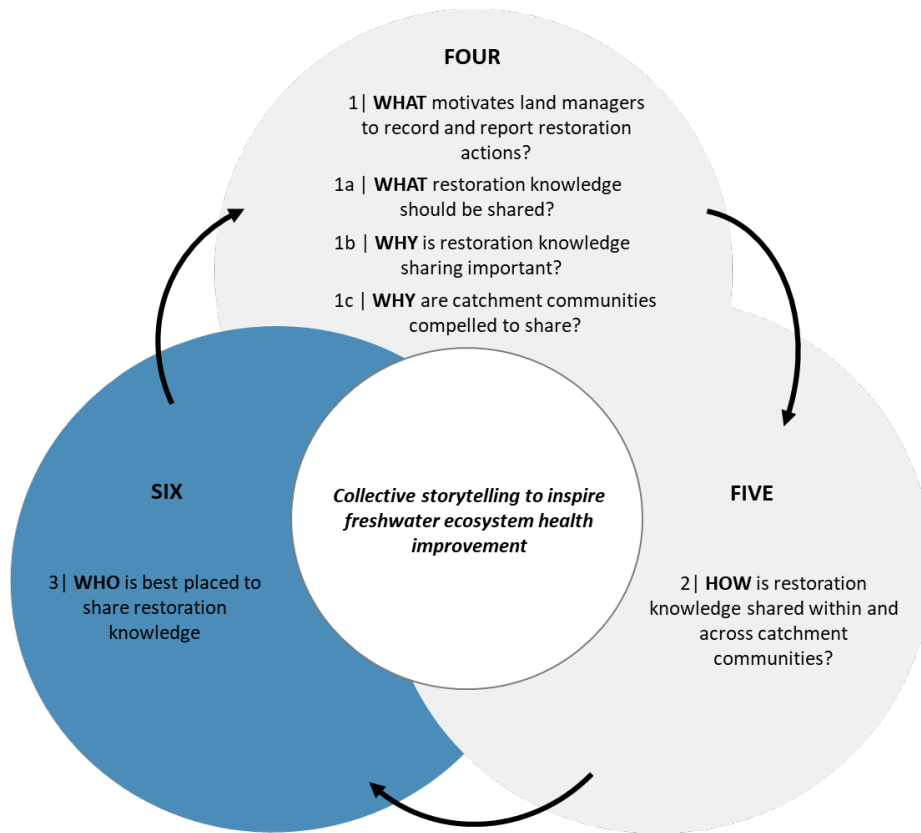 FOUR
1| WHAT motivates land managers
to record and report restoration
actions?
1a | WHAT restoration knowledge
should be shared?
1b | WHY is restoration knowledge
sharing important?
1c | WHY are catchment communities
compelled to share?
SIX
3| WHO is best placed to
share restoration
knowledge
Collective storytelling to inspire
freshwater ecosystem health
improvement
FIVE
2| HOW is restoration
knowledge shared within and
across catchment
communities?